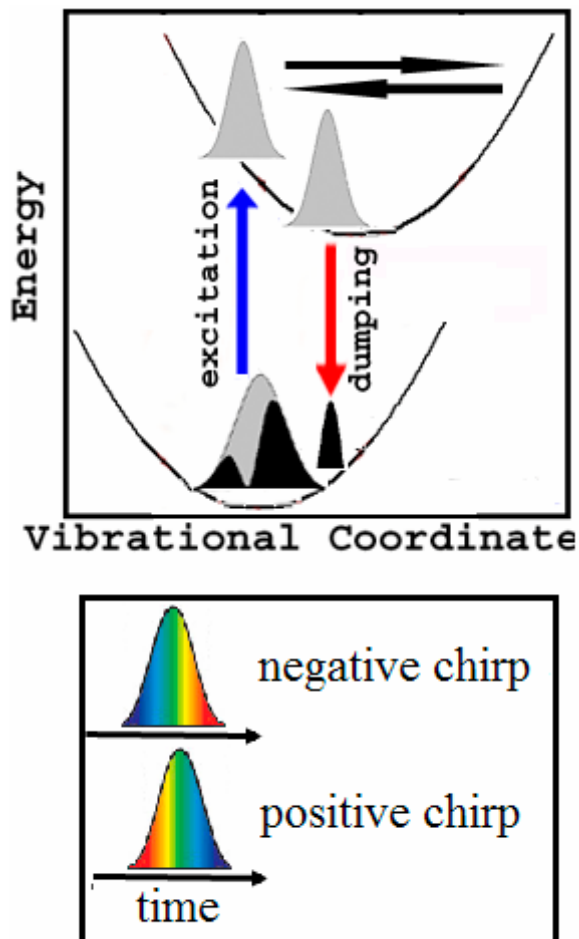 Energy
excitation
dumping
Vibrational Coordinate
negative chirp
positive chirp
time